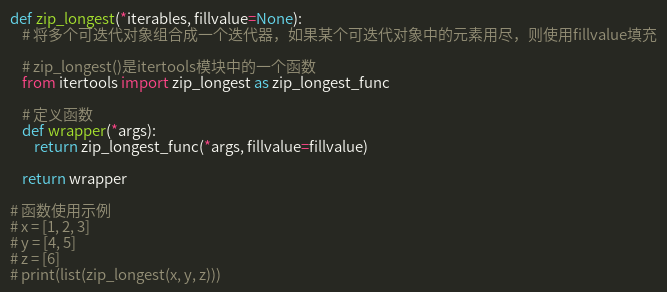 def zip_longest(*iterables, fillvalue=None):
# 将多个可迭代对象组合成一个迭代器，如果某个可迭代对象中的元素用尽，则使用fillvalue填充
# zip_longest()是itertools模块中的一个函数
from itertools import zip_longest as zip_longest_func
# 定义函数
def wrapper(*args):
return zip_longest_func(*args, fillvalue=fillvalue)
return wrapper
# 函数使用示例
# x = [1, 2, 3]
# y = [4, 5]
# z = [6]
# print(list(zip_longest(x, y, z)))